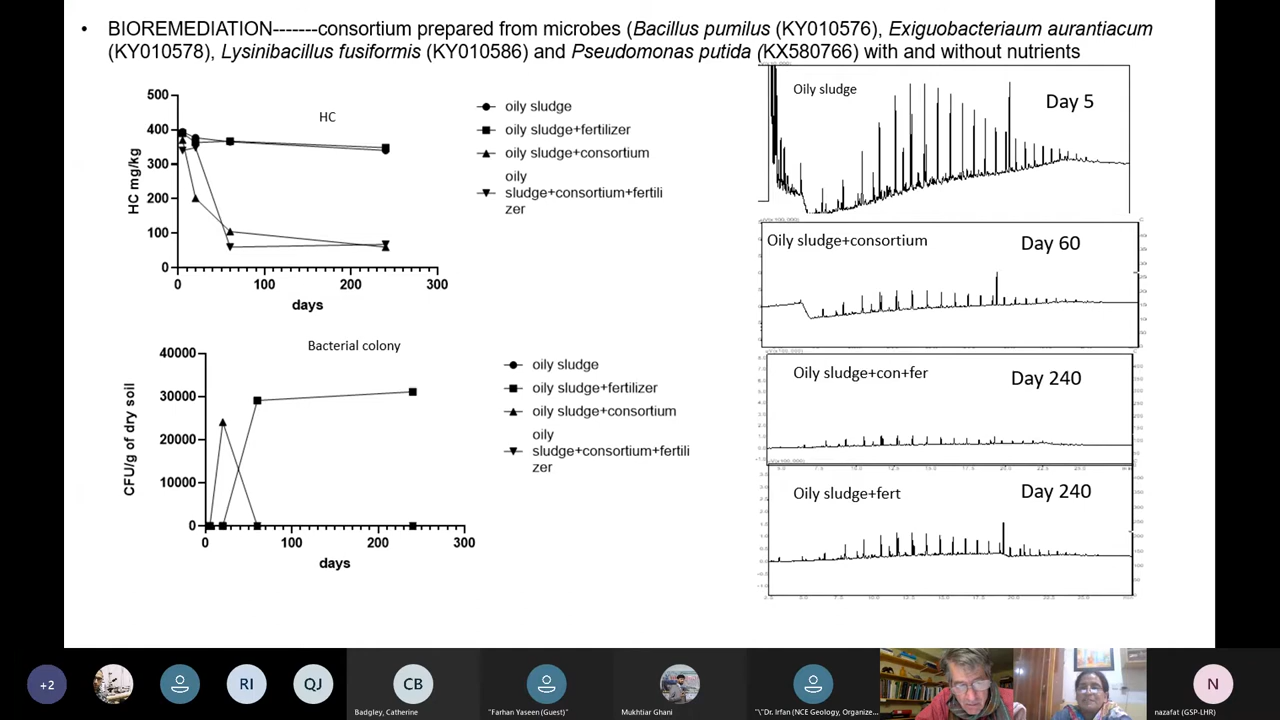 • BIOREMEDIATION-------consortium prepared from microbes (Bacillus pumilus (KY010576), Exiguobacteriaum aurantiacum
(KY010578), Lysinibacillus fusiformis (KY010586) and Pseudomonas putida (KX580766) with and without nutrients
HC
500
400
300
200
100
0
HC mg/kg
0 100 200 300
days
oily sludge
oily sludge+fertilizer
oily sludge+consortium
oily
sludge+consortium+fertili
zer
Bacterial colony
40000
30000
20000
10000
0
CFU/g of dry soil
0 100 200 300
days
oily sludge
oily sludge+fertilizer
oily sludge+consortium
oily
sludge+consortium+fertili
zer
Oily sludge
Day 5
Oily sludge+consortium
Day 60
Oily sludge+con+fer
Day 240
Oily sludge+fert
Day 240
+2
RI
QJ
CB
Badgley, Catherine
"Farhan Yaseen (Guest)"
Mukhtiar Ghani
"\"Dr. Irfan (NCE Geology, Organize...
N
nazafat (GSP-LHR)